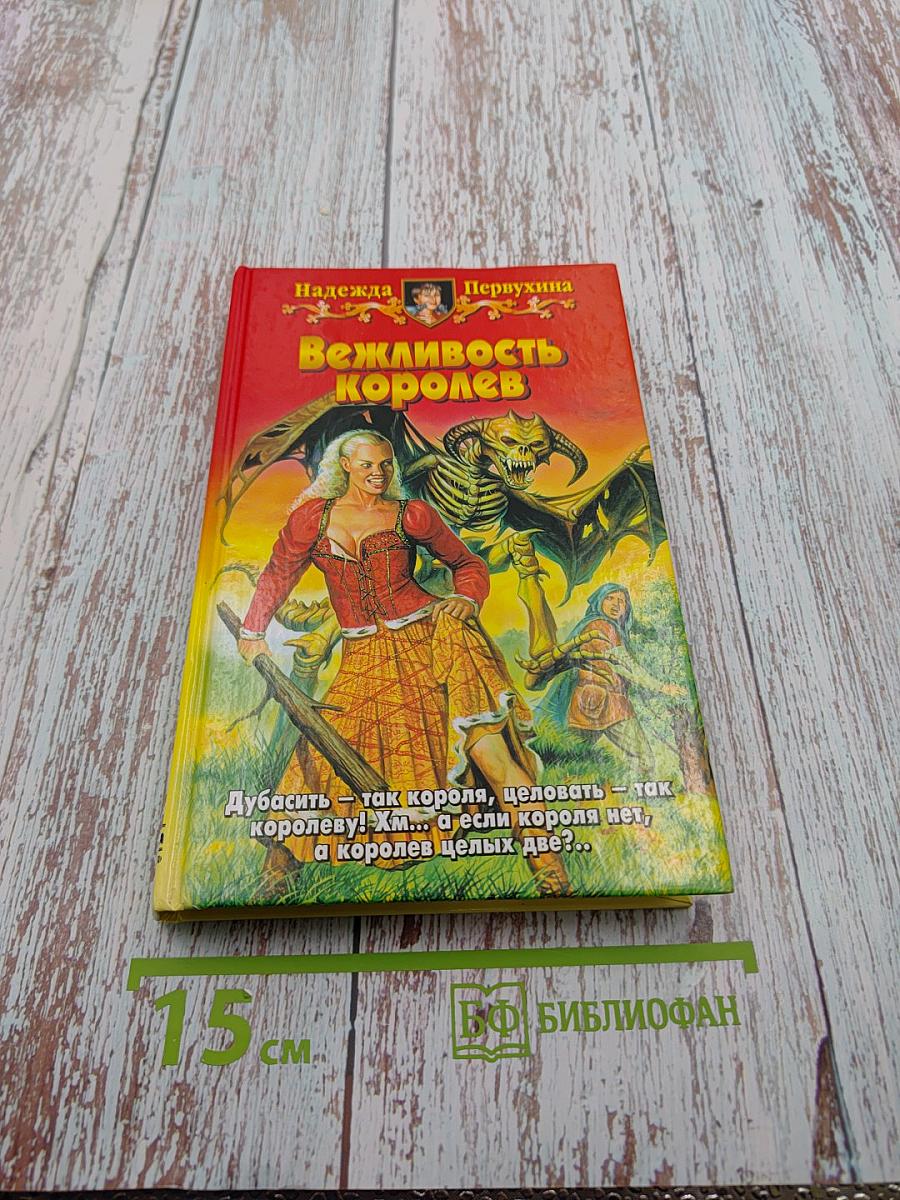 Надежда Первухина
Вежливость
королев
Дубасить – так короля, целовать – так
королеву! Хм... а если короля нет,
а королев целых две?..
15 см
БФ БИБЛИОФАН